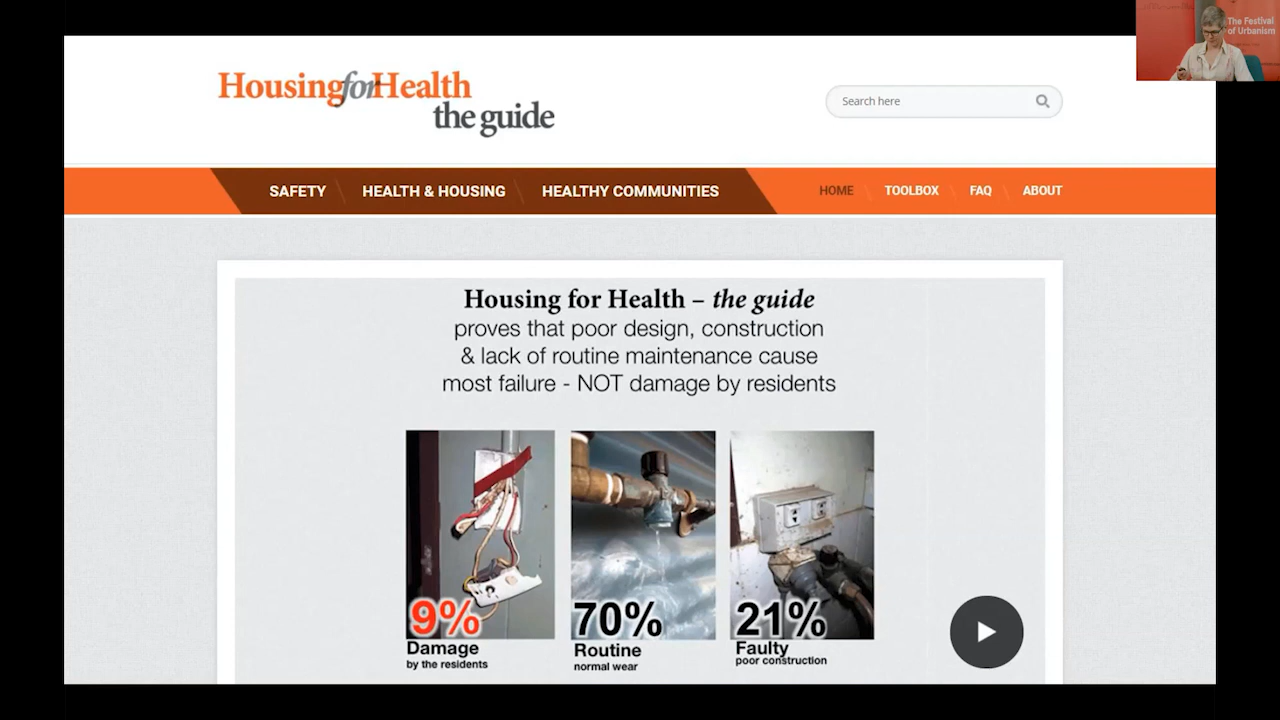 The Festival
of Urbanism
HousingforHealth
the guide
Search here
SAFETY
HEALTH & HOUSING
HEALTHY COMMUNITIES
HOME
TOOLBOX
FAQ
ABOUT
Housing for Health – the guide
proves that poor design, construction
& lack of routine maintenance cause
most failure - NOT damage by residents
9%
Damage
by the residents
70%
Routine
normal wear
21%
Faulty
poor construction